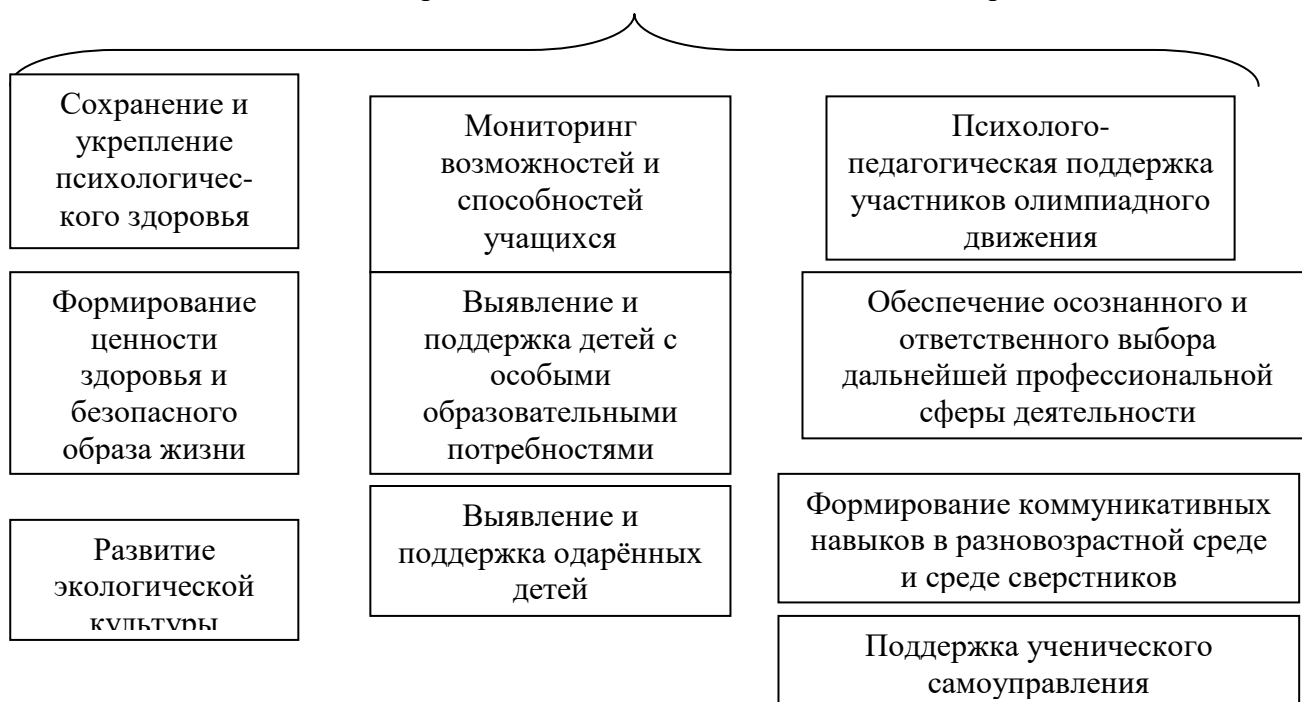 Сохранение и
укрепление
психологичес-
кого здоровья
Формирование
ценности
здоровья и
безопасного
образа жизни
Развитие
экологической
культуры
Мониторинг
возможностей и
способностей
учащихся
Выявление и
поддержка детей с
особыми
образовательными
потребностями
Выявление и
поддержка одарённых
детей
Психолого-
педагогическая поддержка
участников олимпиадного
движения
Обеспечение осознанного и
ответственного выбора
дальнейшей профессиональной
сферы деятельности
Формирование коммуникативных
навыков в разновозрастной среде
и среде сверстников
Поддержка ученического
самоуправления